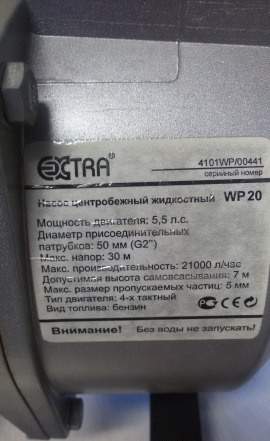 EXTRA®
4101WP/00441
серийный номер
Насос центробежный жидкостный WP 20
Мощность двигателя: 5,5 л.с.
Диаметр присоединительных
патрубков: 50 мм (G2")
Макс. напор: 30 м
Макс. производительность: 21000 л/час
Допустимая высота самовсасывания: 7 м
Макс. размер пропускаемых частиц: 5 мм
Тип двигателя: 4-х тактный
Вид топлива: бензин
Внимание! Без воды не запускать!